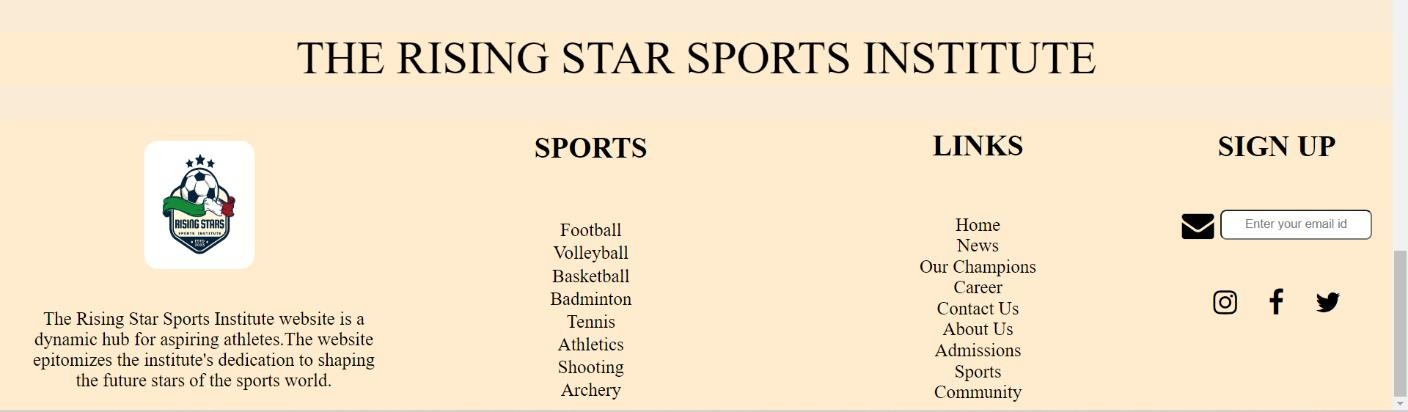 THE RISING STAR SPORTS INSTITUTE
RISING STARS
SPORTS INSTITUTE
The Rising Star Sports Institute website is a
dynamic hub for aspiring athletes.The website
epitomizes the institute's dedication to shaping
the future stars of the sports world.
SPORTS
Football
Volleyball
Basketball
Badminton
Tennis
Athletics
Shooting
Archery
LINKS
Home
News
Our Champions
Career
Contact Us
About Us
Admissions
Sports
Community
SIGN UP
Enter your email id